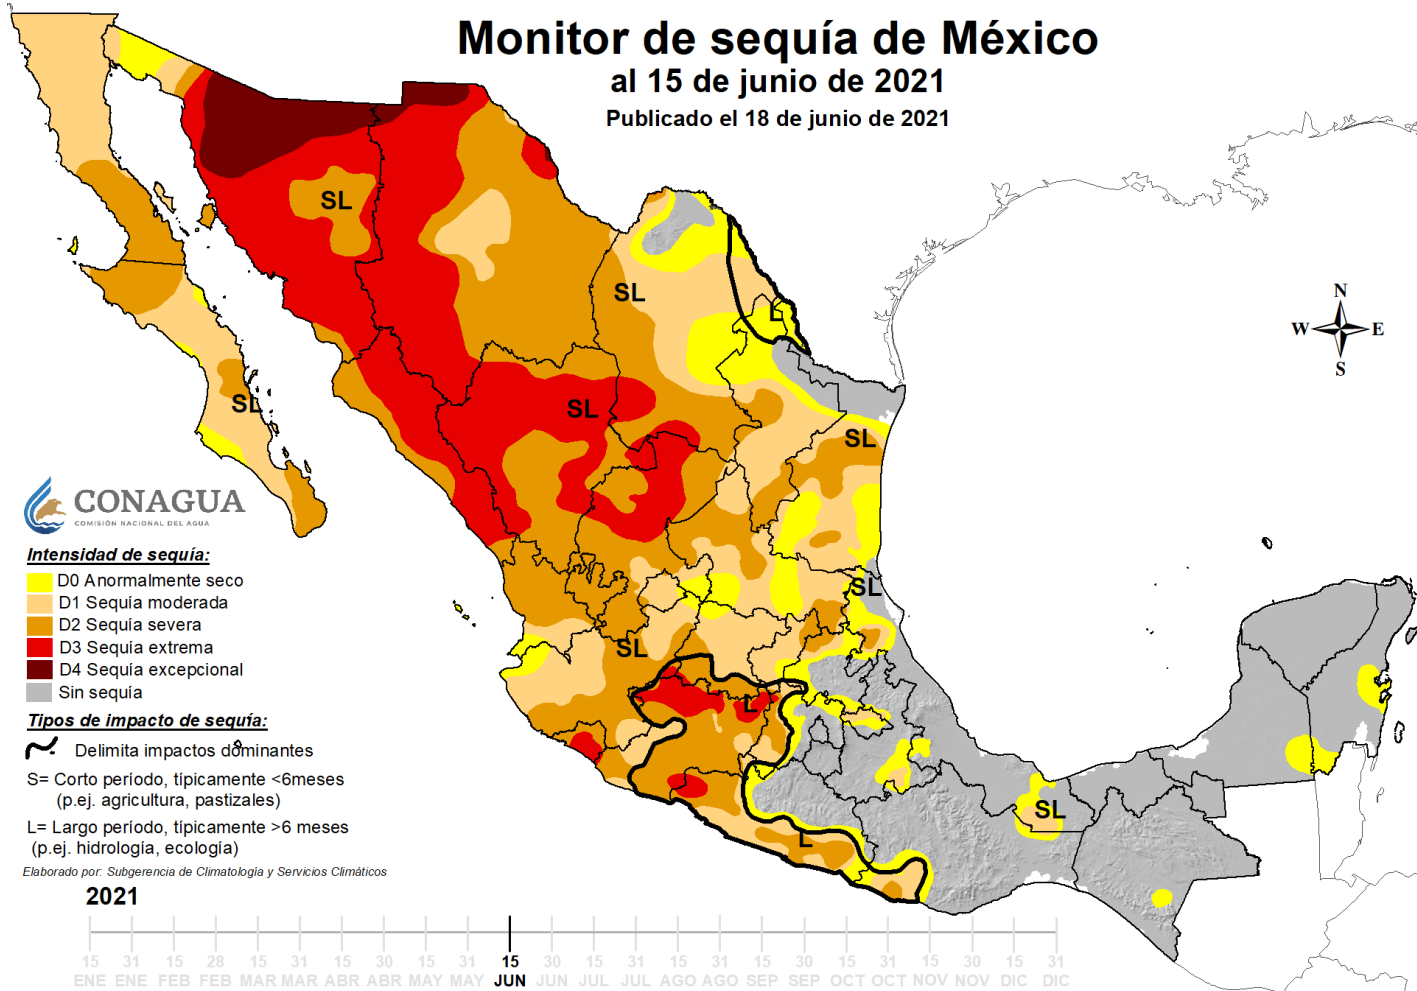 Monitor de sequía de México
al 15 de junio de 2021
Publicado el 18 de junio de 2021
N
W E
S
SL
SL
L
SL
SL
SL
SL
SL
L
SL
L
CONAGUA
COMISIÓN NACIONAL DEL AGUA
Intensidad de sequía:
D0 Anormalmente seco
D1 Sequía moderada
D2 Sequía severa
D3 Sequía extrema
D4 Sequía excepcional
Sin sequía
Tipos de impacto de sequía:
Delimita impactos dominantes
S= Corto período, típicamente <6meses
(p.ej. agricultura, pastizales)
L= Largo período, típicamente >6 meses
(p.ej. hidrología, ecología)
Elaborado por: Subgerencia de Climatología y Servicios Climáticos
2021
15 31 15 28 15 31 15 30 15 31 15 30 15 31 15 31 15 30 15 31 15 30 15 31
ENE ENE FEB FEB MAR MAR ABR ABR MAY MAY JUN JUN JUL JUL AGO AGO SEP SEP OCT OCT NOV NOV DIC DIC